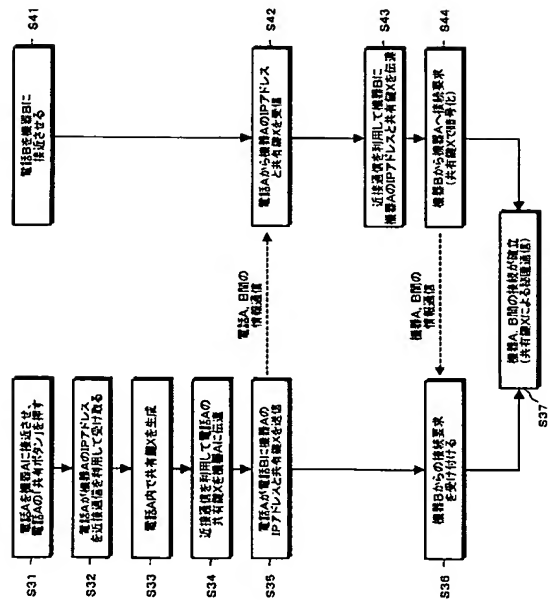 S31
電話Aを機器Aに接近させ、
電話Aの「共有ボタン」を押す
S32
電話Aが機器AのIPアドレス
を近接通信を利用して受け取る
S33
電話A内で共有鍵Xを生成
S34
近接通信を利用して電話Aの
共有鍵Xを機器Aに伝達
S35
電話Aが電話Bに機器Aの
IPアドレスと共有鍵Xを送信
S36
機器Bからの接続要求
を受け付ける
電話A、B間の
情報通信
機器A、B間の
情報通信
S41
電話Bを機器Bに
接近させる
S42
電話Aから機器AのIPアドレス
と共有鍵Xを受信
S43
近接通信を利用して機器Bに
機器AのIPアドレスと共有鍵Xを伝達
S44
機器Bから機器Aへ接続要求
(共有鍵Xで暗号化)
機器A、B間の接続が確立
(共有鍵Xによる秘匿通信)
S37